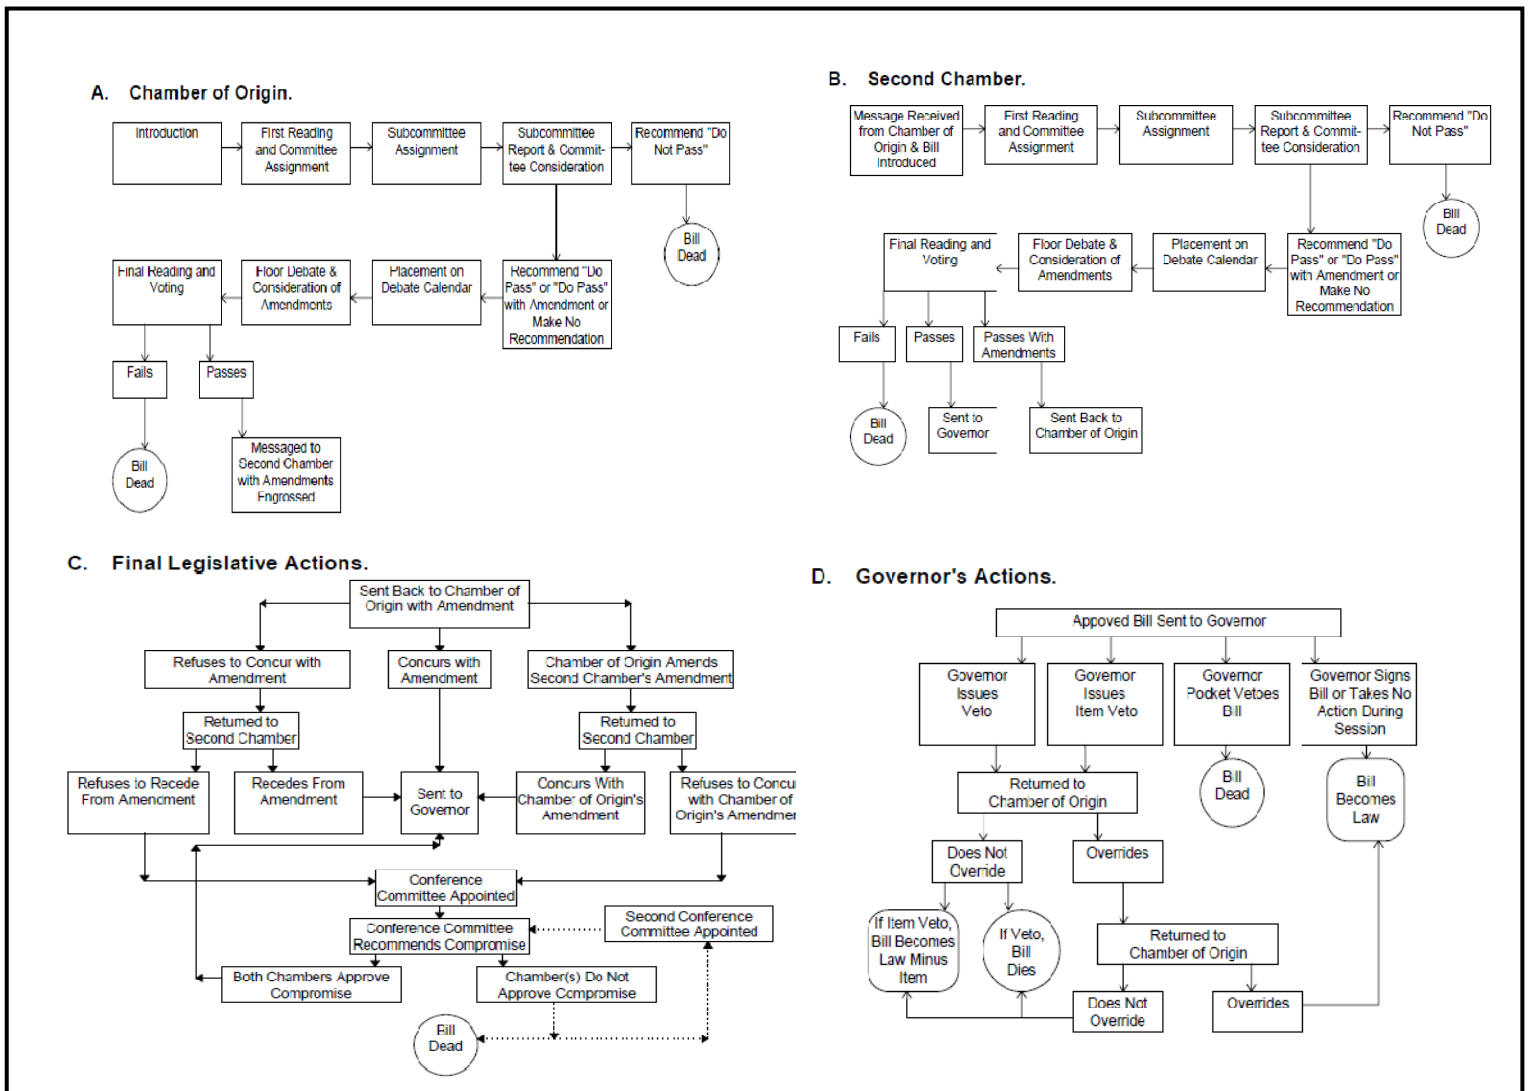 A. Chamber of Origin.
Introduction
First Reading
and Committee
Assignment
Subcommittee
Assignment
Subcommittee
Report & Commit-
tee Consideration
Recommend "Do
Not Pass"
Bill
Dead
Final Reading and
Voting
Floor Debate &
Consideration of
Amendments
Placement on
Debate Calendar
Recommend "Do
Pass" or "Do Pass"
with Amendment or
Make No
Recommendation
Fails
Passes
Bill
Dead
Messaged to
Second Chamber
with Amendments
Engrossed
B. Second Chamber.
Message Received
from Chamber of
Origin & Bill
Introduced
First Reading
and Committee
Assignment
Subcommittee
Assignment
Subcommittee
Report & Commit-
tee Consideration
Recommend "Do
Not Pass"
Bill
Dead
Final Reading and
Voting
Floor Debate &
Consideration of
Amendments
Placement on
Debate Calendar
Recommend "Do
Pass" or "Do Pass"
with Amendment or
Make No
Recommendation
Fails
Passes
Passes With
Amendments
Bill
Dead
Sent to
Governor
Sent Back to
Chamber of Origin
C. Final Legislative Actions.
Sent Back to Chamber of
Origin with Amendment
Refuses to Concur with
Amendment
Concurs with
Amendment
Chamber of Origin Amends
Second Chamber's Amendment
Returned to
Second Chamber
Returned to
Second Chamber
Refuses to Recede
From Amendment
Recedes From
Amendment
Sent to
Governor
Concurs With
Chamber of Origin's
Amendment
Refuses to Concu
with Chamber of
Origin's Amendmen
Conference
Committee Appointed
Conference Committee
Recommends Compromise
Second Conference
Committee Appointed
Both Chambers Approve
Compromise
Chamber(s) Do Not
Approve Compromise
Bill
Dead
D. Governor's Actions.
Appoved Bill Sent to Governor
Governor
Issues
Veto
Governor
Issues
Item Veto
Governor
Pocket Vetoes
Bill
Governor Signs
Bill or Takes No
Action During
Session
Returned to
Chamber of Origin
Bill
Dead
Bill
Becomes
Law
Does Not
Override
Overrides
If Item Veto,
Bill Becomes
Law Minus
Item
If Veto,
Bill
Dies
Returned to
Chamber of Origin
Does Not
Override
Overrides